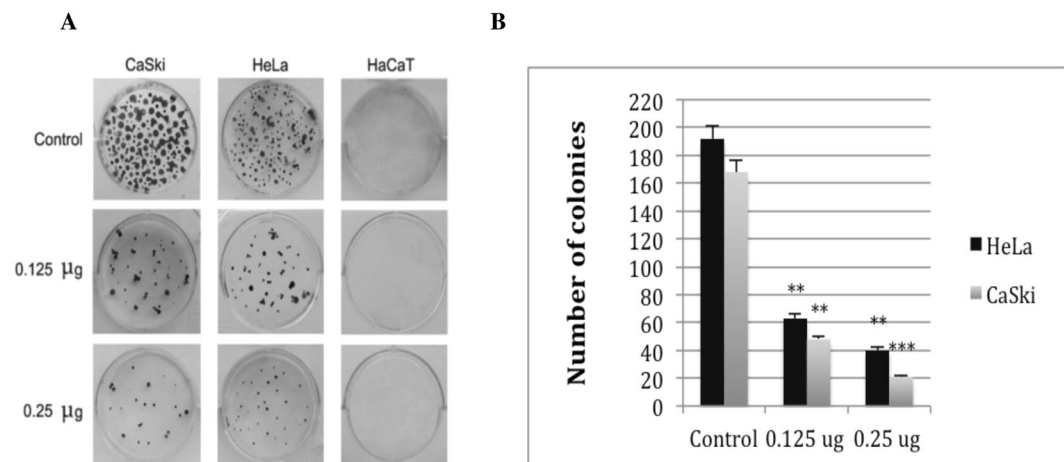 A
B
CaSki HeLa HaCaT
Control
0.125 µg
0.25 µg
Number of colonies
220
200
180
160
140
120
100
80
60
40
20
0
** ** ** ***
Control 0.125 ug 0.25 ug
HeLa
CaSki